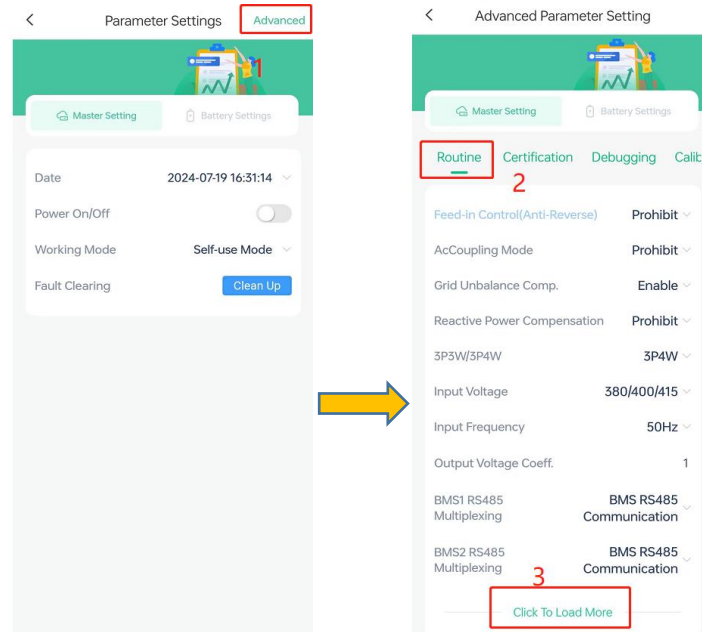 Parameter Settings
Advanced
1
Master Setting
Battery Settings
Date 2024-07-19 16:31:14
Power On/Off
Working Mode Self-use Mode
Fault Clearing Clean Up
Advanced Parameter Setting
Master Setting
Battery Settings
Routine Certification Debugging Calib
2
Feed-in Control(Anti-Reverse) Prohibit
AcCoupling Mode Prohibit
Grid Unbalance Comp. Enable
Reactive Power Compensation Prohibit
3P3W/3P4W 3P4W
Input Voltage 380/400/415
Input Frequency 50Hz
Output Voltage Coeff. 1
BMS1 RS485 BMS RS485
Multiplexing Communication
BMS2 RS485 BMS RS485
Multiplexing Communication
3
Click To Load More